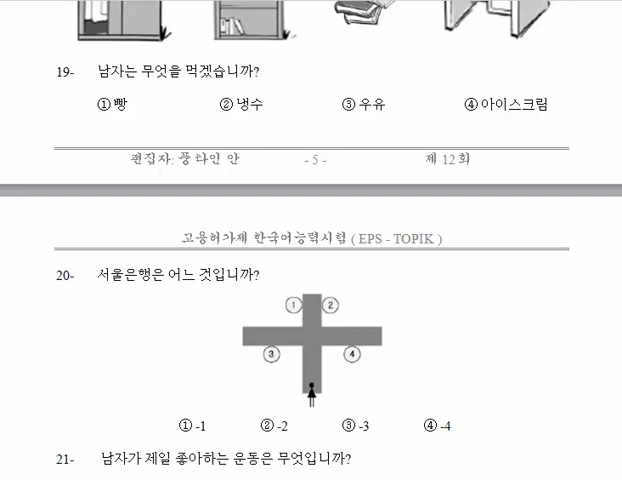 19- 남자는 무엇을 먹겠습니까?
① 빵 ② 냉수 ③ 우유 ④ 아이스크림
편집자: 풍 타인 안 - 5 - 제 12 회
고용허가제 한국어능력시험 ( EPS - TOPIK )
20- 서울은행은 어느 것입니까?
① ②
③ ④
① -1 ② -2 ③ -3 ④ -4
21- 남자가 제일 좋아하는 운동은 무엇입니까?